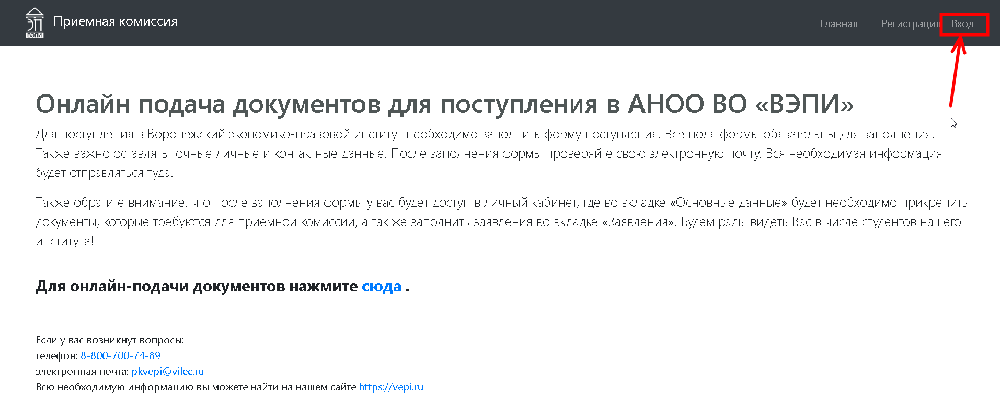 ЭП
ВЭПИ
Приемная комиссия
Главная
Регистрация
Вход
Онлайн подача документов для поступления в АНОО ВО «ВЭПИ»
Для поступления в Воронежский экономико-правовой институт необходимо заполнить форму поступления. Все поля формы обязательны для заполнения.
Также важно оставлять точные личные и контактные данные. После заполнения формы проверяйте свою электронную почту. Вся необходимая информация
будет отправляться туда.
Также обратите внимание, что после заполнения формы у вас будет доступ в личный кабинет, где во вкладке «Основные данные» будет необходимо прикрепить
документы, которые требуются для приемной комиссии, а так же заполнить заявления во вкладке «Заявления». Будем рады видеть Вас в числе студентов нашего
института!
Для онлайн-подачи документов нажмите сюда .
Если у вас возникнут вопросы:
телефон: 8-800-700-74-89
электронная почта: pkvepi@vilec.ru
Всю необходимую информацию вы можете найти на нашем сайте https://vepi.ru